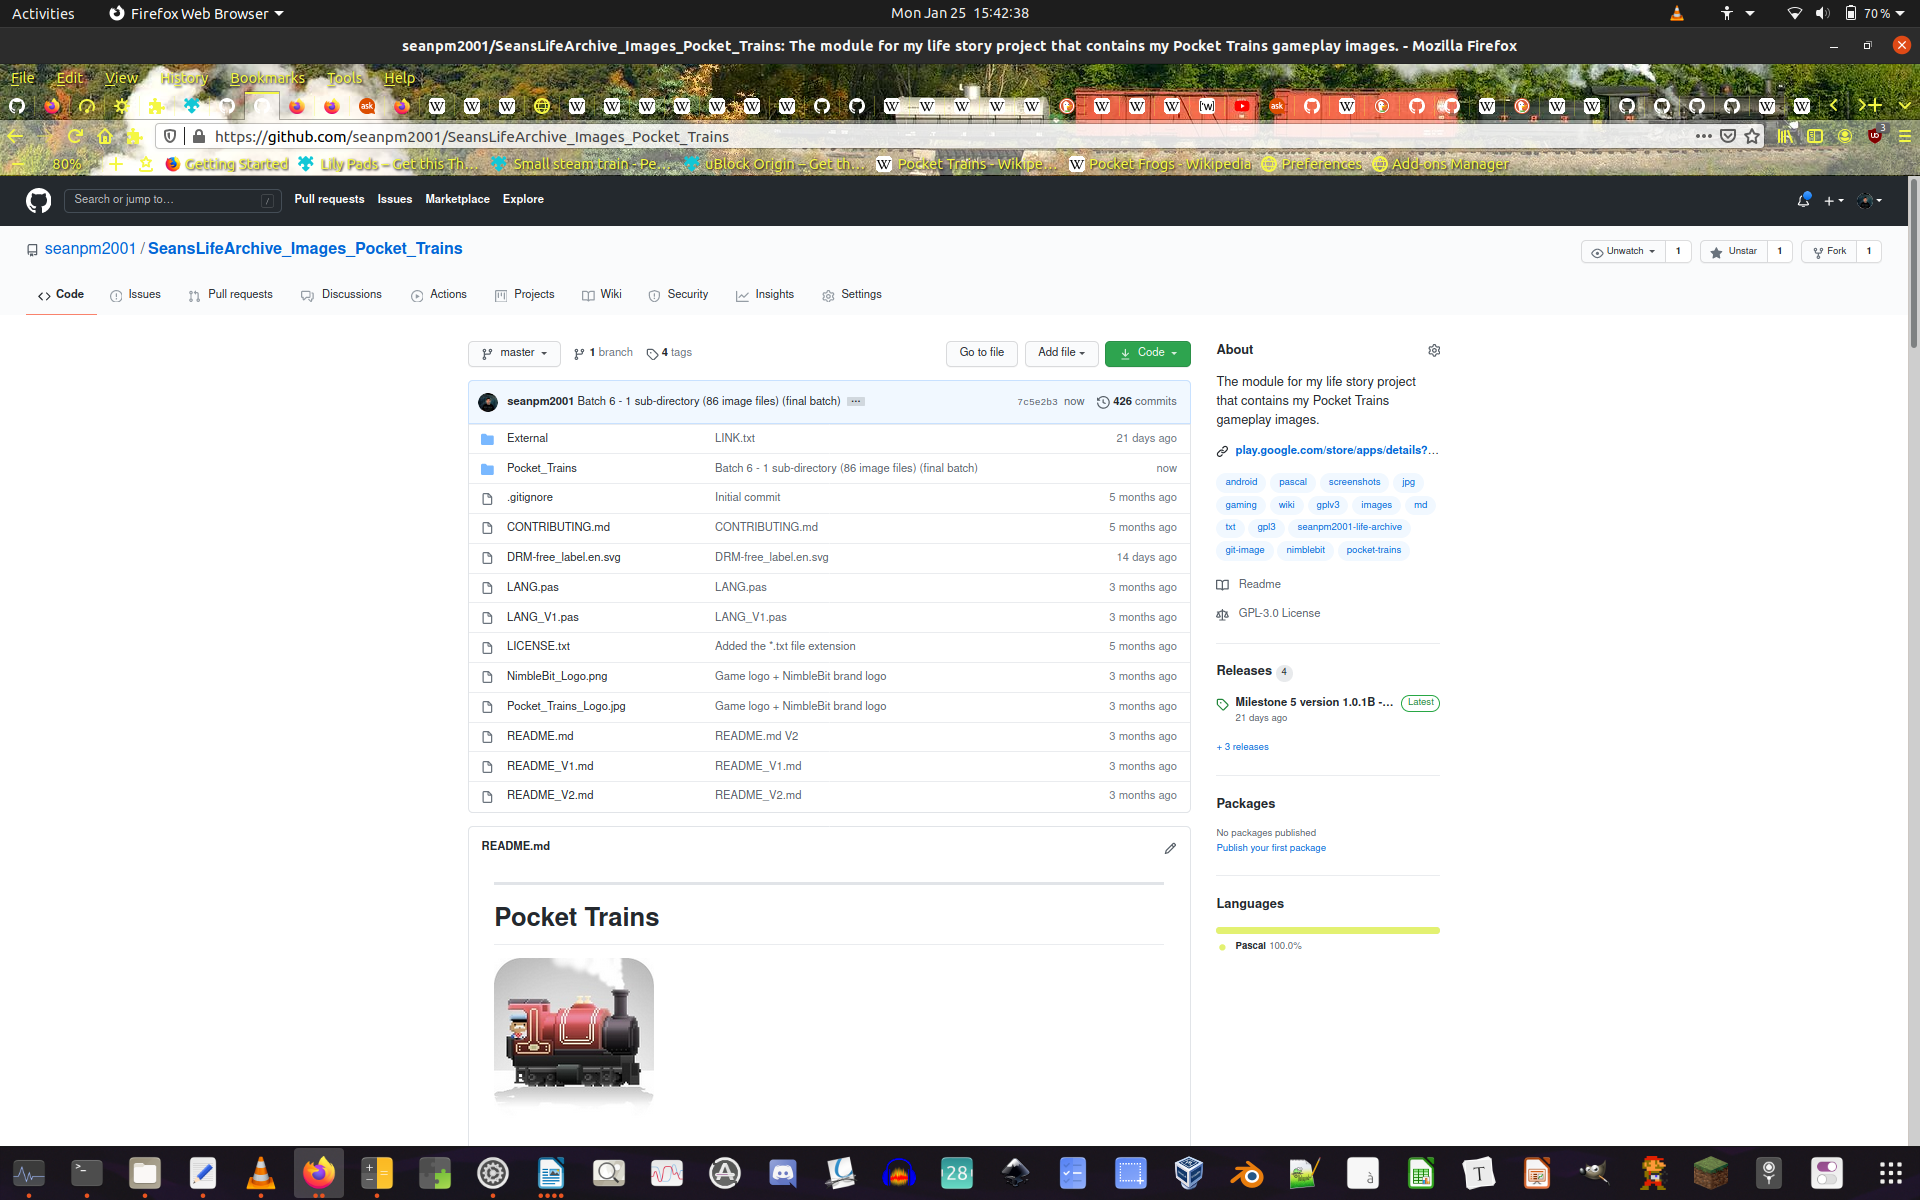 Activities Firefox Web Browser Mon Jan 25 15:42:38 70 %
seanpm2001/SeansLifeArchive_Images_Pocket_Trains: The module for my life story project that contains my Pocket Trains gameplay images. - Mozilla Firefox
File Edit View History Bookmarks Tools Help
https://github.com/seanpm2001/SeansLifeArchive_Images_Pocket_Trains 3
80% Getting Started Lily Pads – Get this Th… Small steam train - Pe… uBlock Origin – Get th… Pocket Trains - Wikipe… Pocket Frogs - Wikipedia Preferences Add-ons Manager
Search or jump to… / Pull requests Issues Marketplace Explore
seanpm2001 / SeansLifeArchive_Images_Pocket_Trains Unwatch 1 Unstar 1 Fork 1
Code Issues Pull requests Discussions Actions Projects Wiki Security Insights Settings
master 1 branch 4 tags Go to file Add file Code
seanpm2001 Batch 6 - 1 sub-directory (86 image files) (final batch) ... 7c5e2b3 now 426 commits
External LINK.txt 21 days ago
Pocket_Trains Batch 6 - 1 sub-directory (86 image files) (final batch) now
.gitignore Initial commit 5 months ago
CONTRIBUTING.md CONTRIBUTING.md 5 months ago
DRM-free_label.en.svg DRM-free_label.en.svg 14 days ago
LANG.pas LANG.pas 3 months ago
LANG_V1.pas LANG_V1.pas 3 months ago
LICENSE.txt Added the *.txt file extension 5 months ago
NimbleBit_Logo.png Game logo + NimbleBit brand logo 3 months ago
Pocket_Trains_Logo.jpg Game logo + NimbleBit brand logo 3 months ago
README.md README.md V2 3 months ago
README_V1.md README_V1.md 3 months ago
README_V2.md README_V2.md 3 months ago
README.md
Pocket Trains
About
The module for my life story project
that contains my Pocket Trains
gameplay images.
play.google.com/store/apps/details?…
android pascal screenshots jpg
gaming wiki gplv3 images md
txt gpl3 seanpm2001-life-archive
git-image nimblebit pocket-trains
Readme
GPL-3.0 License
Releases 4
Milestone 5 version 1.0.1B -… Latest
21 days ago
+ 3 releases
Packages
No packages published
Publish your first package
Languages
Pascal 100.0%
28